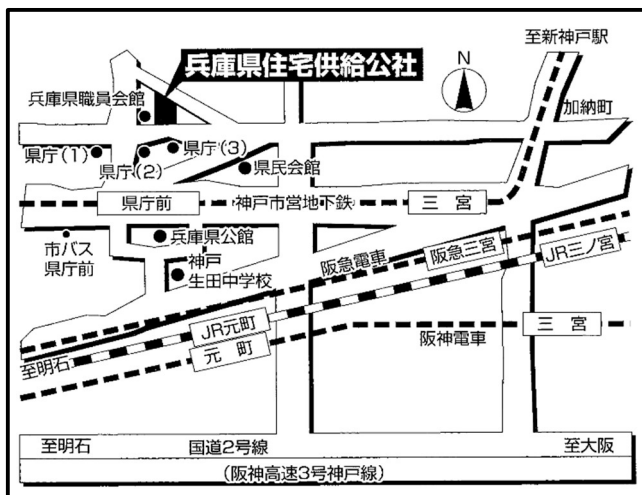 至新神戸駅
兵庫県住宅供給公社
N
兵庫県職員会館
加納町
県庁(1)
県庁(2)
県庁(3)
県民会館
県庁前
神戸市営地下鉄
三宮
市バス
県庁前
兵庫県公館
神戸
生田中学校
阪急電車
阪急三宮
JR三ノ宮
JR元町
元町
阪神電車
三宮
至明石
至明石
国道2号線
至大阪
(阪神高速3号神戸線)